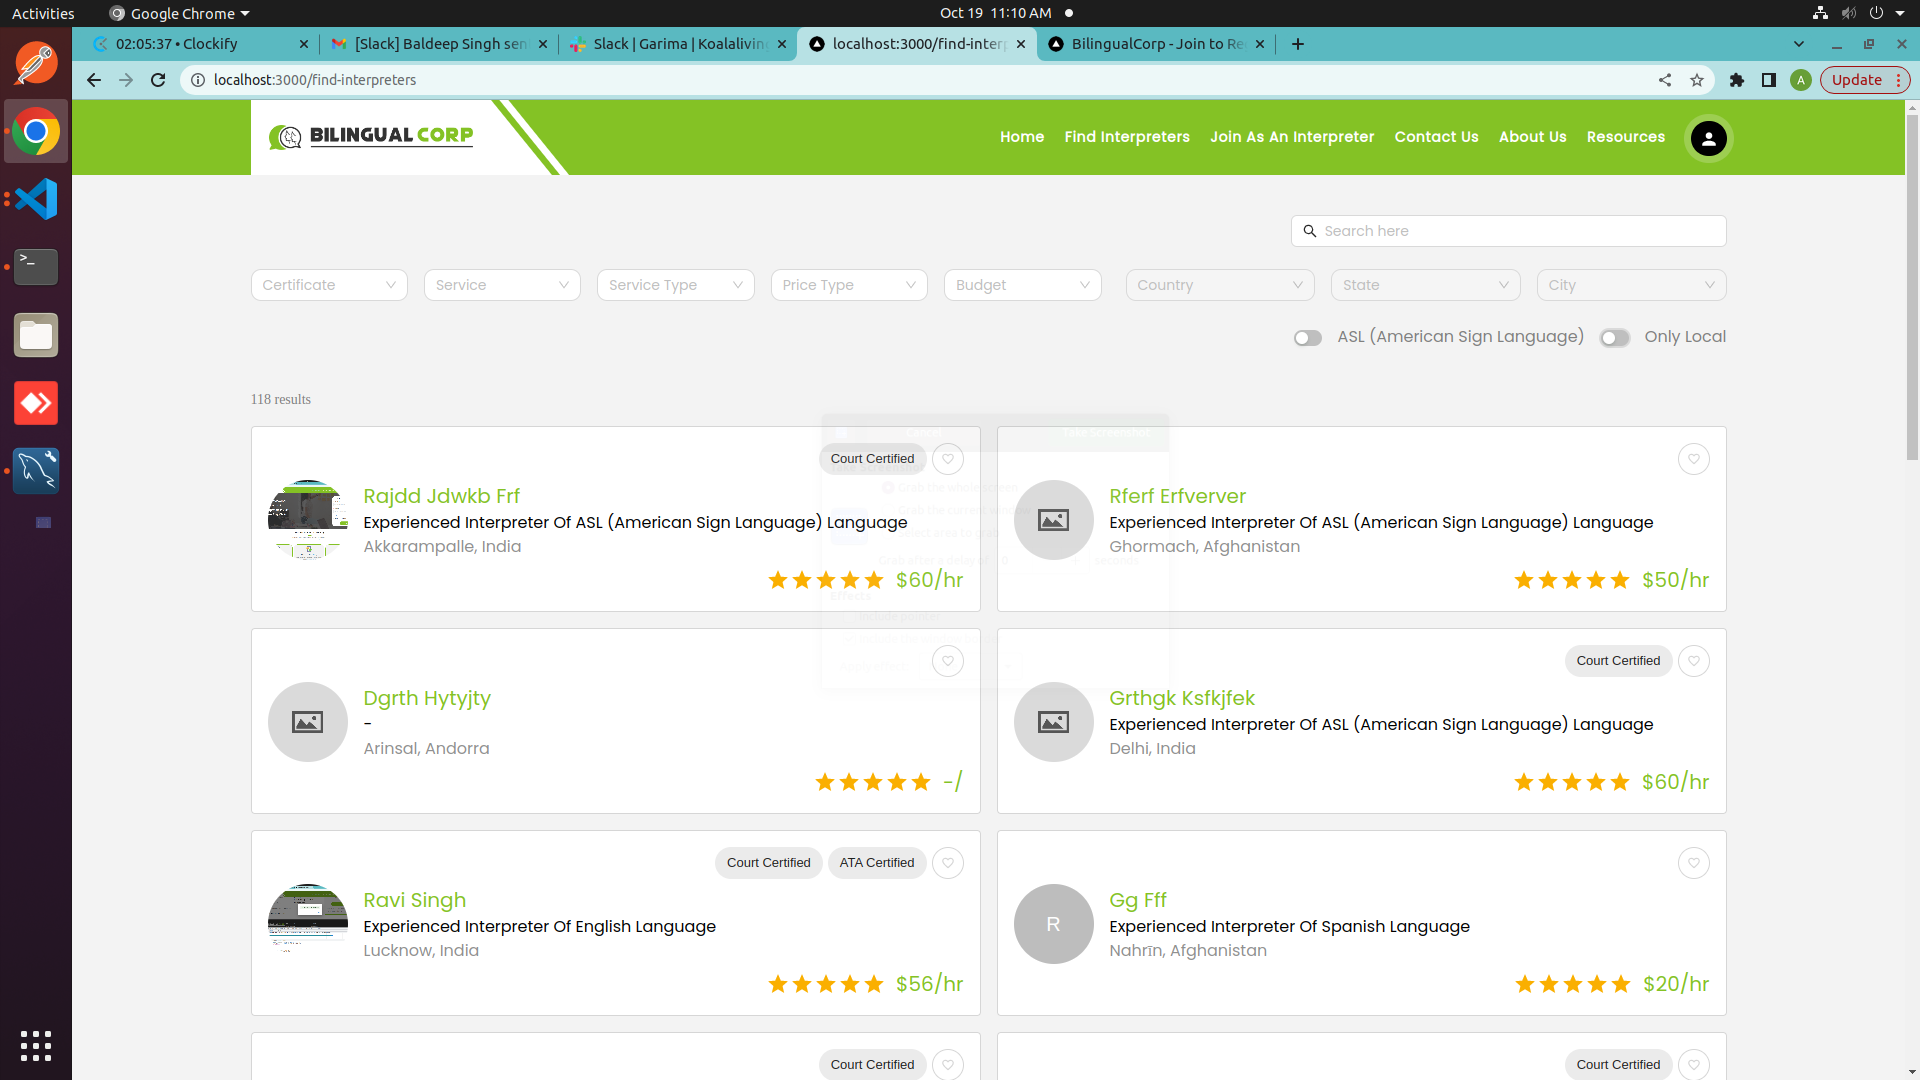 Activities Google Chrome Oct 19 11:10 AM
02:05:37 • Clockify [Slack] Baldeep Singh sen Slack | Garima | Koalaliving localhost:3000/find-interp BilingualCorp - Join to Re
localhost:3000/find-interpreters A Update
BILINGUAL CORP Home Find Interpreters Join As An Interpreter Contact Us About Us Resources
Search here
Certificate Service Service Type Price Type Budget Country State City
ASL (American Sign Language) Only Local
118 results
Cancel Take Screenshot
Court Certified
Rajdd Jdwkb Frf
Experienced Interpreter Of ASL (American Sign Language) Language
Akkarampalle, India
$60/hr
Rferf Erfverver
Experienced Interpreter Of ASL (American Sign Language) Language
Ghormach, Afghanistan
$50/hr
Effects
Dgrth Hytyjty
-
Arinsal, Andorra
-/
Court Certified
Grthgk Ksfkjfek
Experienced Interpreter Of ASL (American Sign Language) Language
Delhi, India
$60/hr
Court Certified ATA Certified
Ravi Singh
Experienced Interpreter Of English Language
Lucknow, India
$56/hr
R
Gg Fff
Experienced Interpreter Of Spanish Language
Nahrīn, Afghanistan
$20/hr
Court Certified
Court Certified